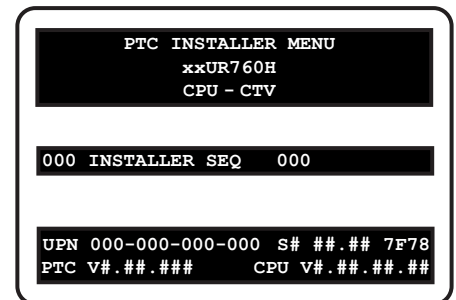 PTC INSTALLER MENU
xxUR760H
CPU – CTV
000 INSTALLER SEQ 000
UPN 000-000-000-000 S# ##.## 7F78
PTC V#.##.### CPU V#.##.##.##